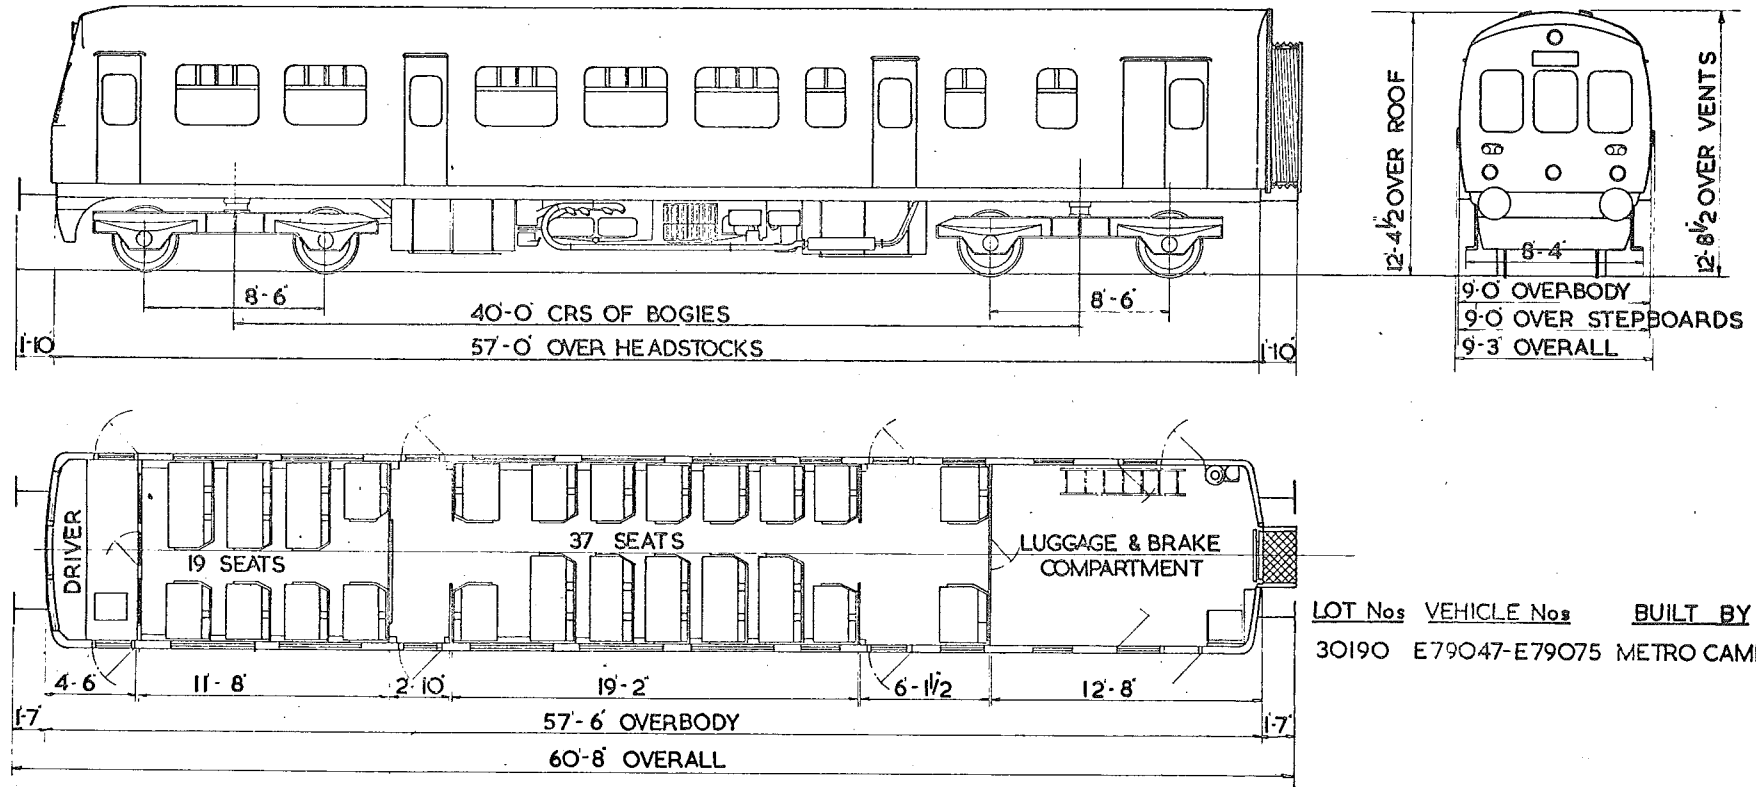 12'-4½ OVER ROOF
12'-8½ OVER VENTS
8'-4"
8'-6"
8'-6"
40'-0" CRS OF BOGIES
1'-10"
57'-0" OVER HEADSTOCKS
1'-10"
9'-0" OVERBODY
9'-0" OVER STEPBOARDS
9'-3" OVERALL
DRIVER
19 SEATS
37 SEATS
LUGGAGE & BRAKE
COMPARTMENT
LOT Nos VEHICLE Nos BUILT BY
30190 E79047-E79075 METRO CAM
4'-6" 11'-8" 2'-10" 19'-2" 6'-1½ 12'-8"
1'-7" 57'-6" OVERBODY 1'-7"
60'-8" OVERALL